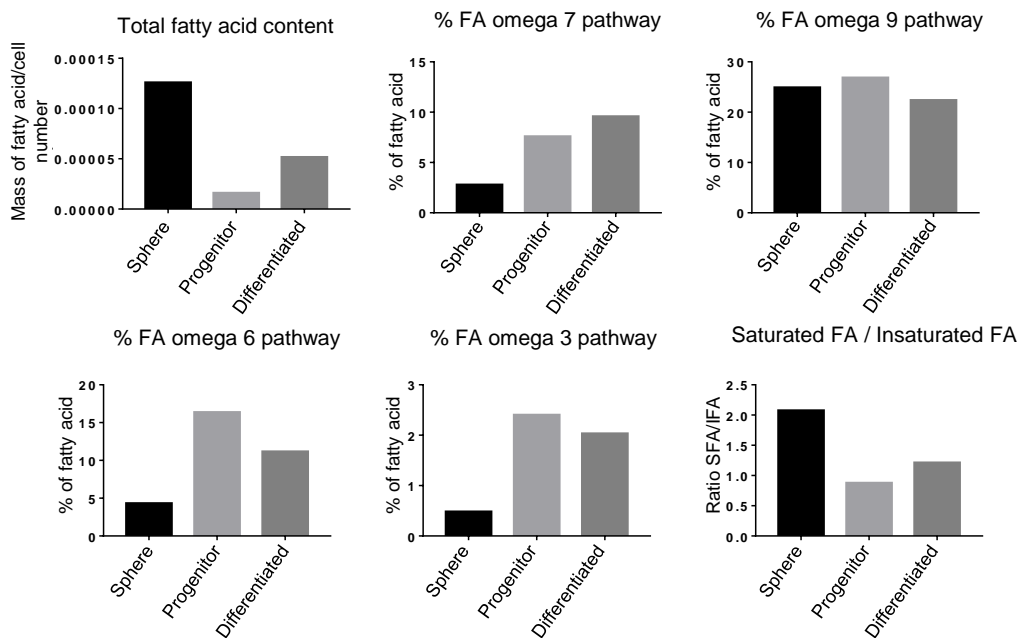 Total fatty acid content
Mass of fatty acid/cell
number
0.00015
0.00010
0.00005
0.00000
Sphere
Progenitor
Differentiated
% FA omega 7 pathway
% of fatty acid
15
10
5
0
Sphere
Progenitor
Differentiated
% FA omega 9 pathway
% of fatty acid
30
20
10
0
Sphere
Progenitor
Differentiated
% FA omega 6 pathway
% of fatty acid
20
15
10
5
0
Sphere
Progenitor
Differentiated
% FA omega 3 pathway
% of fatty acid
3
2
1
0
Sphere
Progenitor
Differentiated
Saturated FA / Insaturated FA
Ratio SFA/IFA
2.5
2.0
1.5
1.0
0.5
0.0
Sphere
Progenitor
Differentiated